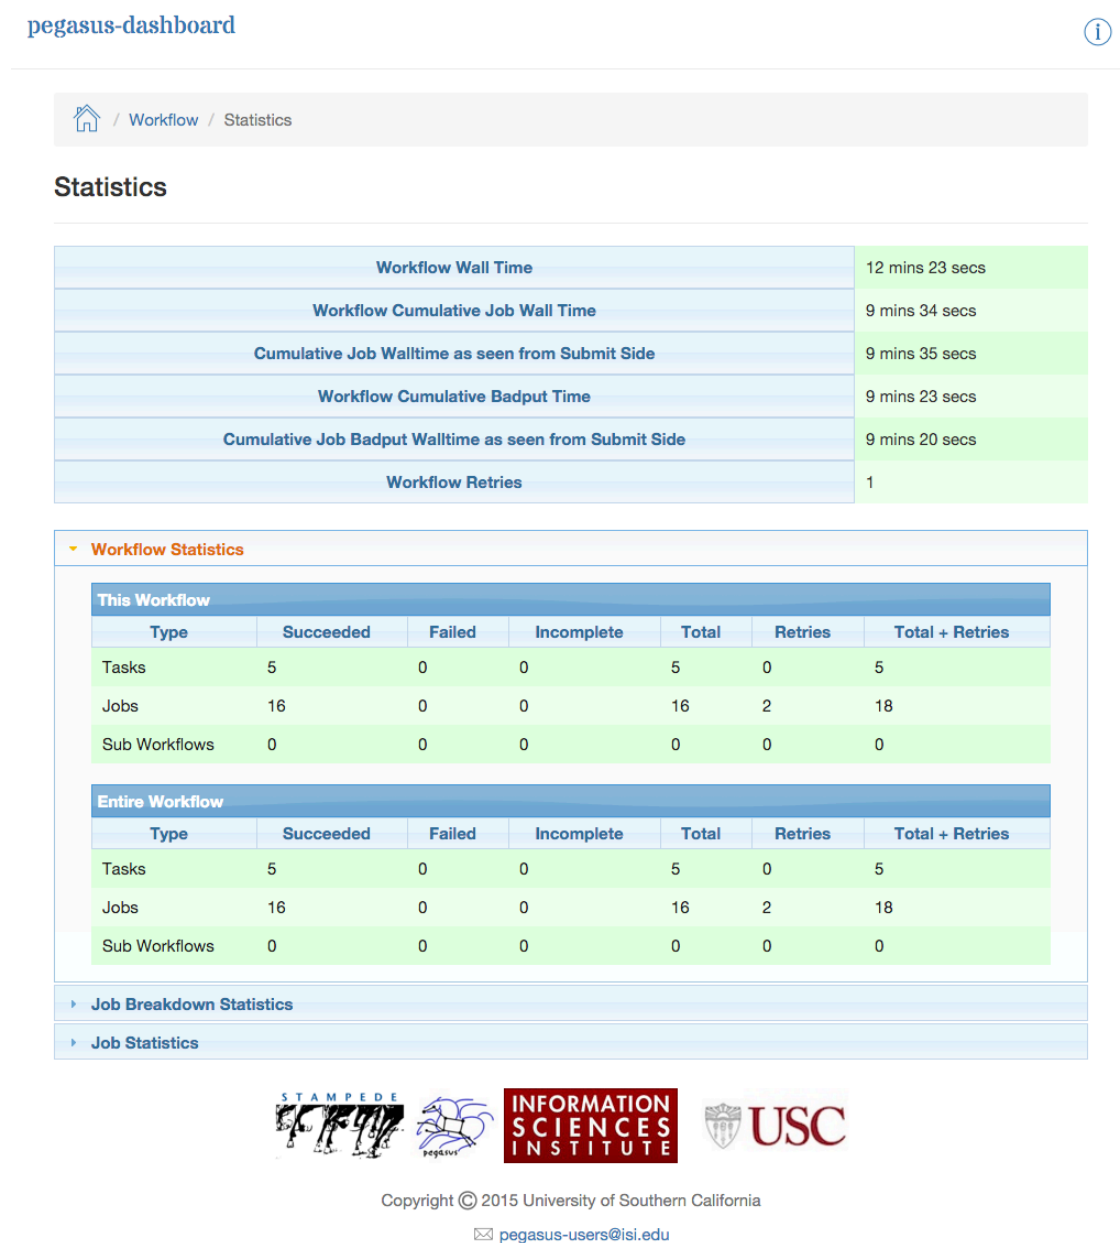 pegasus-dashboard
i
/ Workflow / Statistics
Statistics
Workflow Wall Time 12 mins 23 secs
Workflow Cumulative Job Wall Time 9 mins 34 secs
Cumulative Job Walltime as seen from Submit Side 9 mins 35 secs
Workflow Cumulative Badput Time 9 mins 23 secs
Cumulative Job Badput Walltime as seen from Submit Side 9 mins 20 secs
Workflow Retries 1
Workflow Statistics
This Workflow
Type Succeeded Failed Incomplete Total Retries Total + Retries
Tasks 5 0 0 5 0 5
Jobs 16 0 0 16 2 18
Sub Workflows 0 0 0 0 0 0
Entire Workflow
Type Succeeded Failed Incomplete Total Retries Total + Retries
Tasks 5 0 0 5 0 5
Jobs 16 0 0 16 2 18
Sub Workflows 0 0 0 0 0 0
Job Breakdown Statistics
Job Statistics
STAMPEDE
pegasus
INFORMATION
SCIENCES
INSTITUTE
USC
Copyright © 2015 University of Southern California
pegasus-users@isi.edu